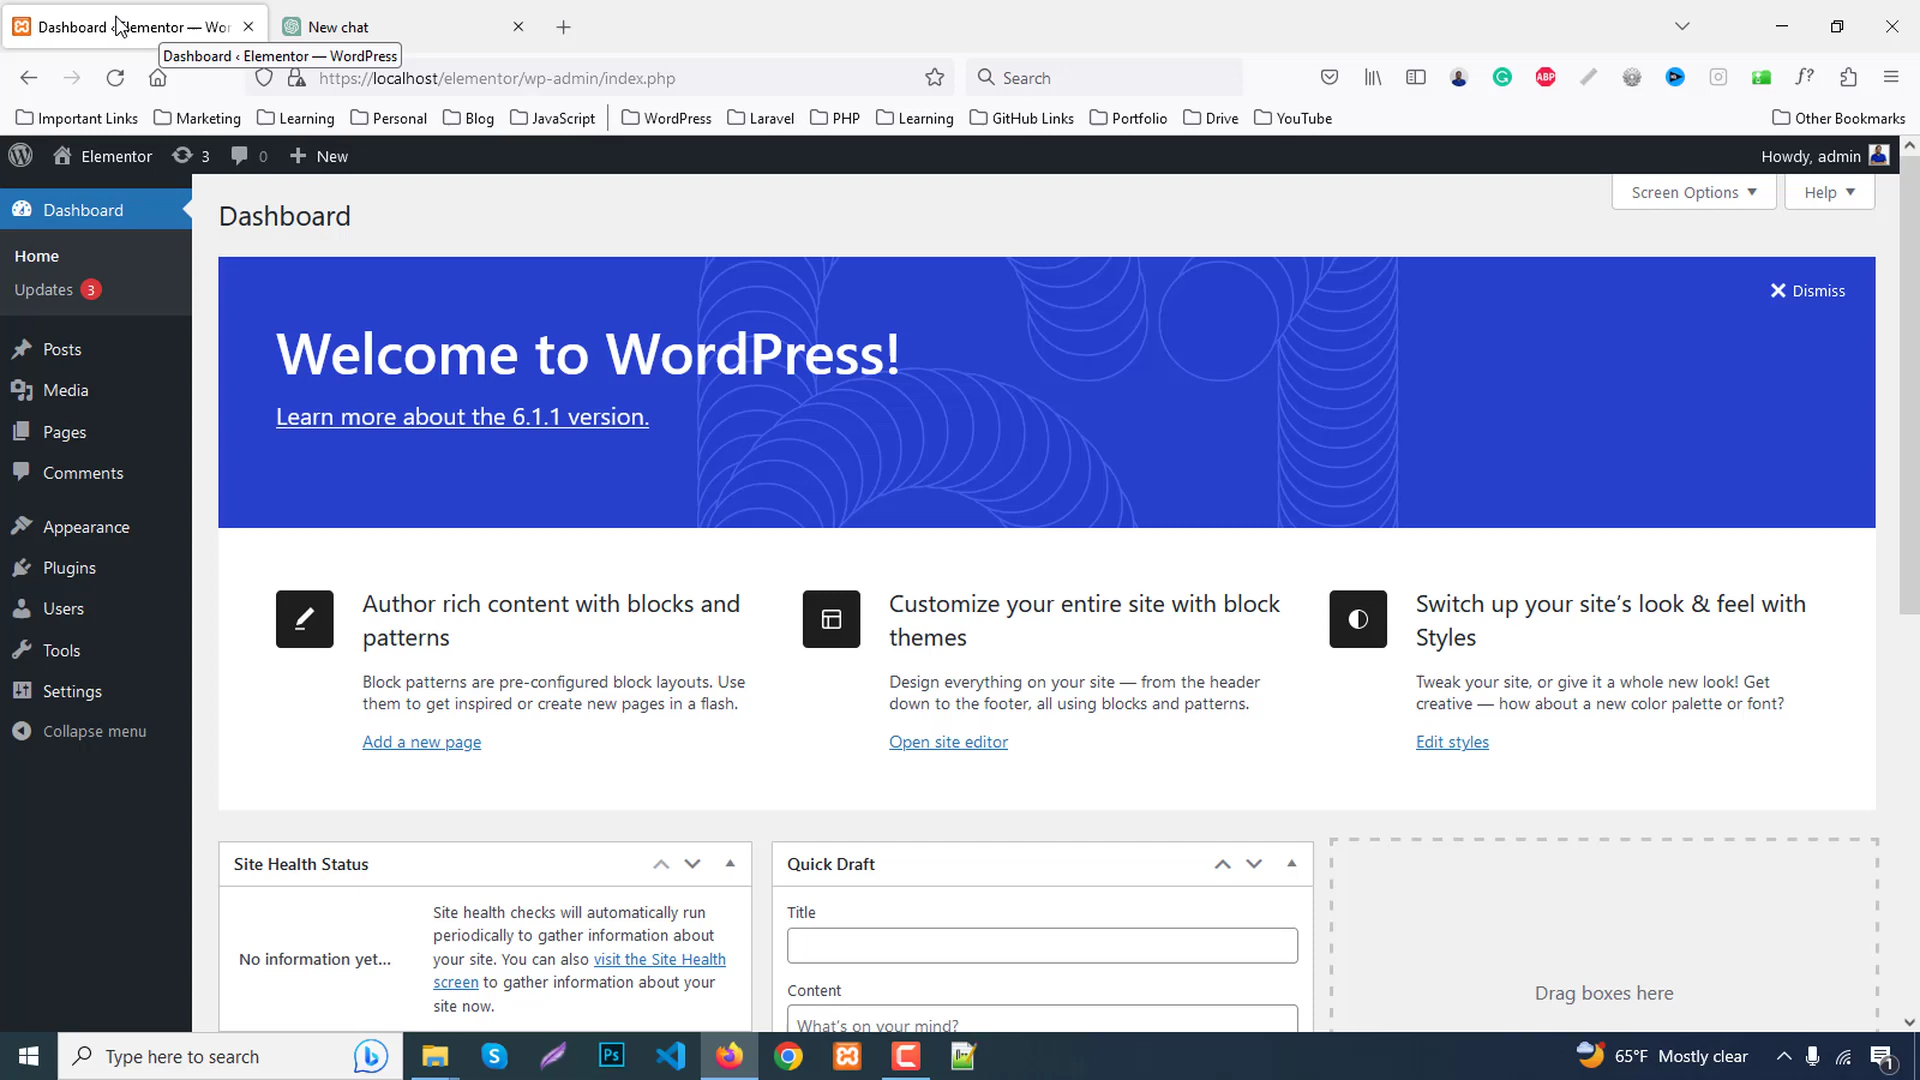 Dashboard ‹ Elementor — Wor
New chat
Dashboard ‹ Elementor — WordPress
https://localhost/elementor/wp-admin/index.php
Search
ABP
f?
Important Links
Marketing
Learning
Personal
Blog
JavaScript
WordPress
Laravel
PHP
Learning
GitHub Links
Portfolio
Drive
YouTube
Other Bookmarks
Elementor
3
0
New
Howdy, admin
Dashboard
Home
Updates 3
Posts
Media
Pages
Comments
Appearance
Plugins
Users
Tools
Settings
Collapse menu
Screen Options
Help
Dashboard
Dismiss
Welcome to WordPress!
Learn more about the 6.1.1 version.
Author rich content with blocks and
patterns
Block patterns are pre-configured block layouts. Use
them to get inspired or create new pages in a flash.
Add a new page
Customize your entire site with block
themes
Design everything on your site — from the header
down to the footer, all using blocks and patterns.
Open site editor
Switch up your site’s look & feel with
Styles
Tweak your site, or give it a whole new look! Get
creative — how about a new color palette or font?
Edit styles
Site Health Status
No information yet...
Site health checks will automatically run
periodically to gather information about
your site. You can also visit the Site Health
screen to gather information about your
site now.
Quick Draft
Title
Content
What's on your mind?
Drag boxes here
Type here to search
Ps
65°F Mostly clear
1